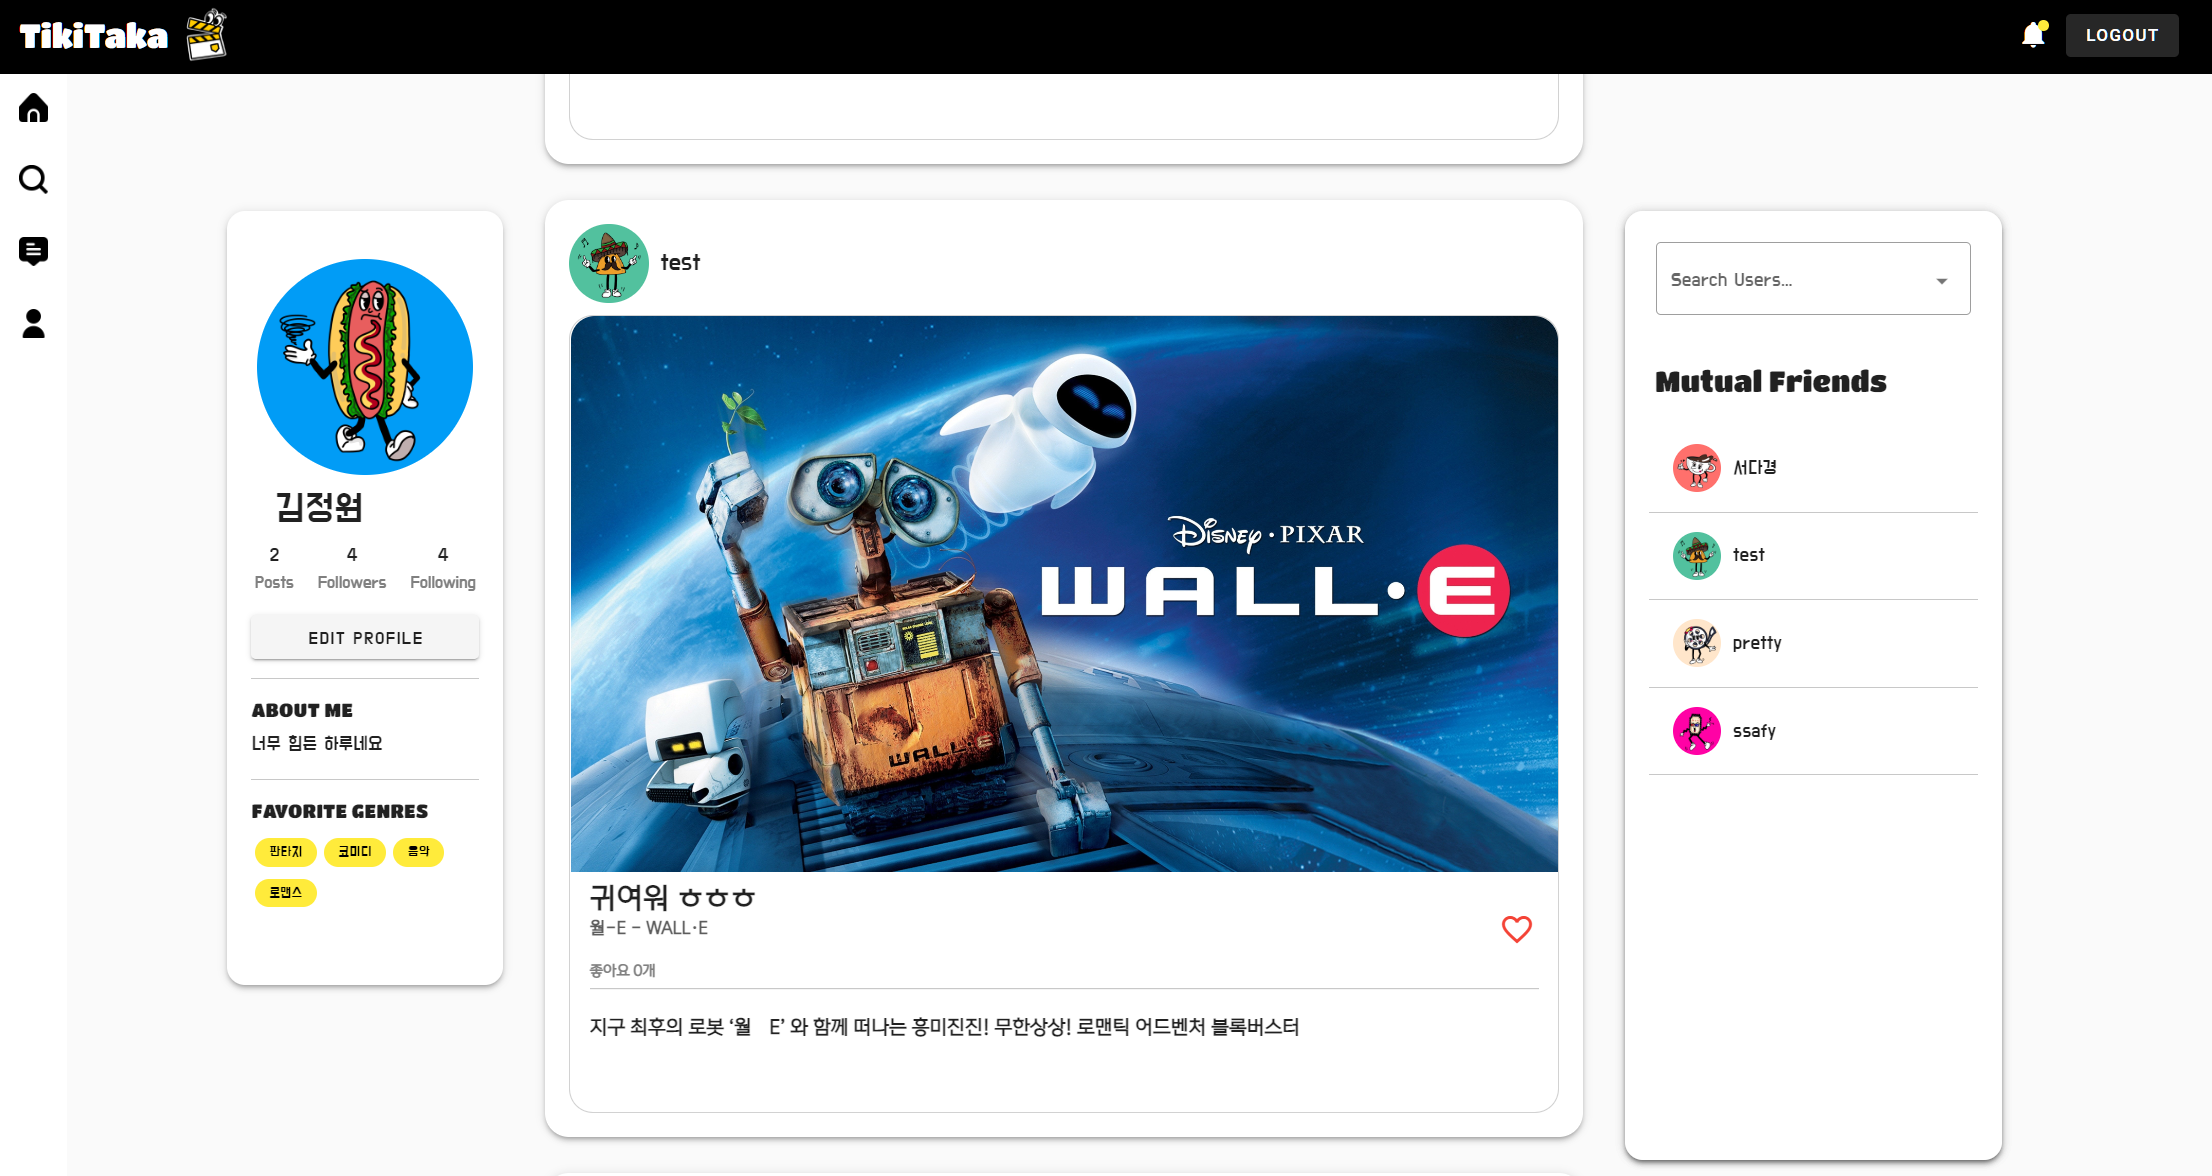 TikiTaka
LOGOUT
김정원
2 4 4
Posts Followers Following
EDIT PROFILE
ABOUT ME
너무 힘든 하루네요
FAVORITE GENRES
판타지 코미디 음악
로맨스
test
Disney · PIXAR
WALL·E
WALL·E
귀여워 ㅎㅎㅎ
월-E - WALL·E
좋아요 0개
지구 최후의 로봇 ‘월 E’ 와 함께 떠나는 흥미진진! 무한상상! 로맨틱 어드벤처 블록버스터
Search Users...
Mutual Friends
서다겸
test
pretty
ssafy